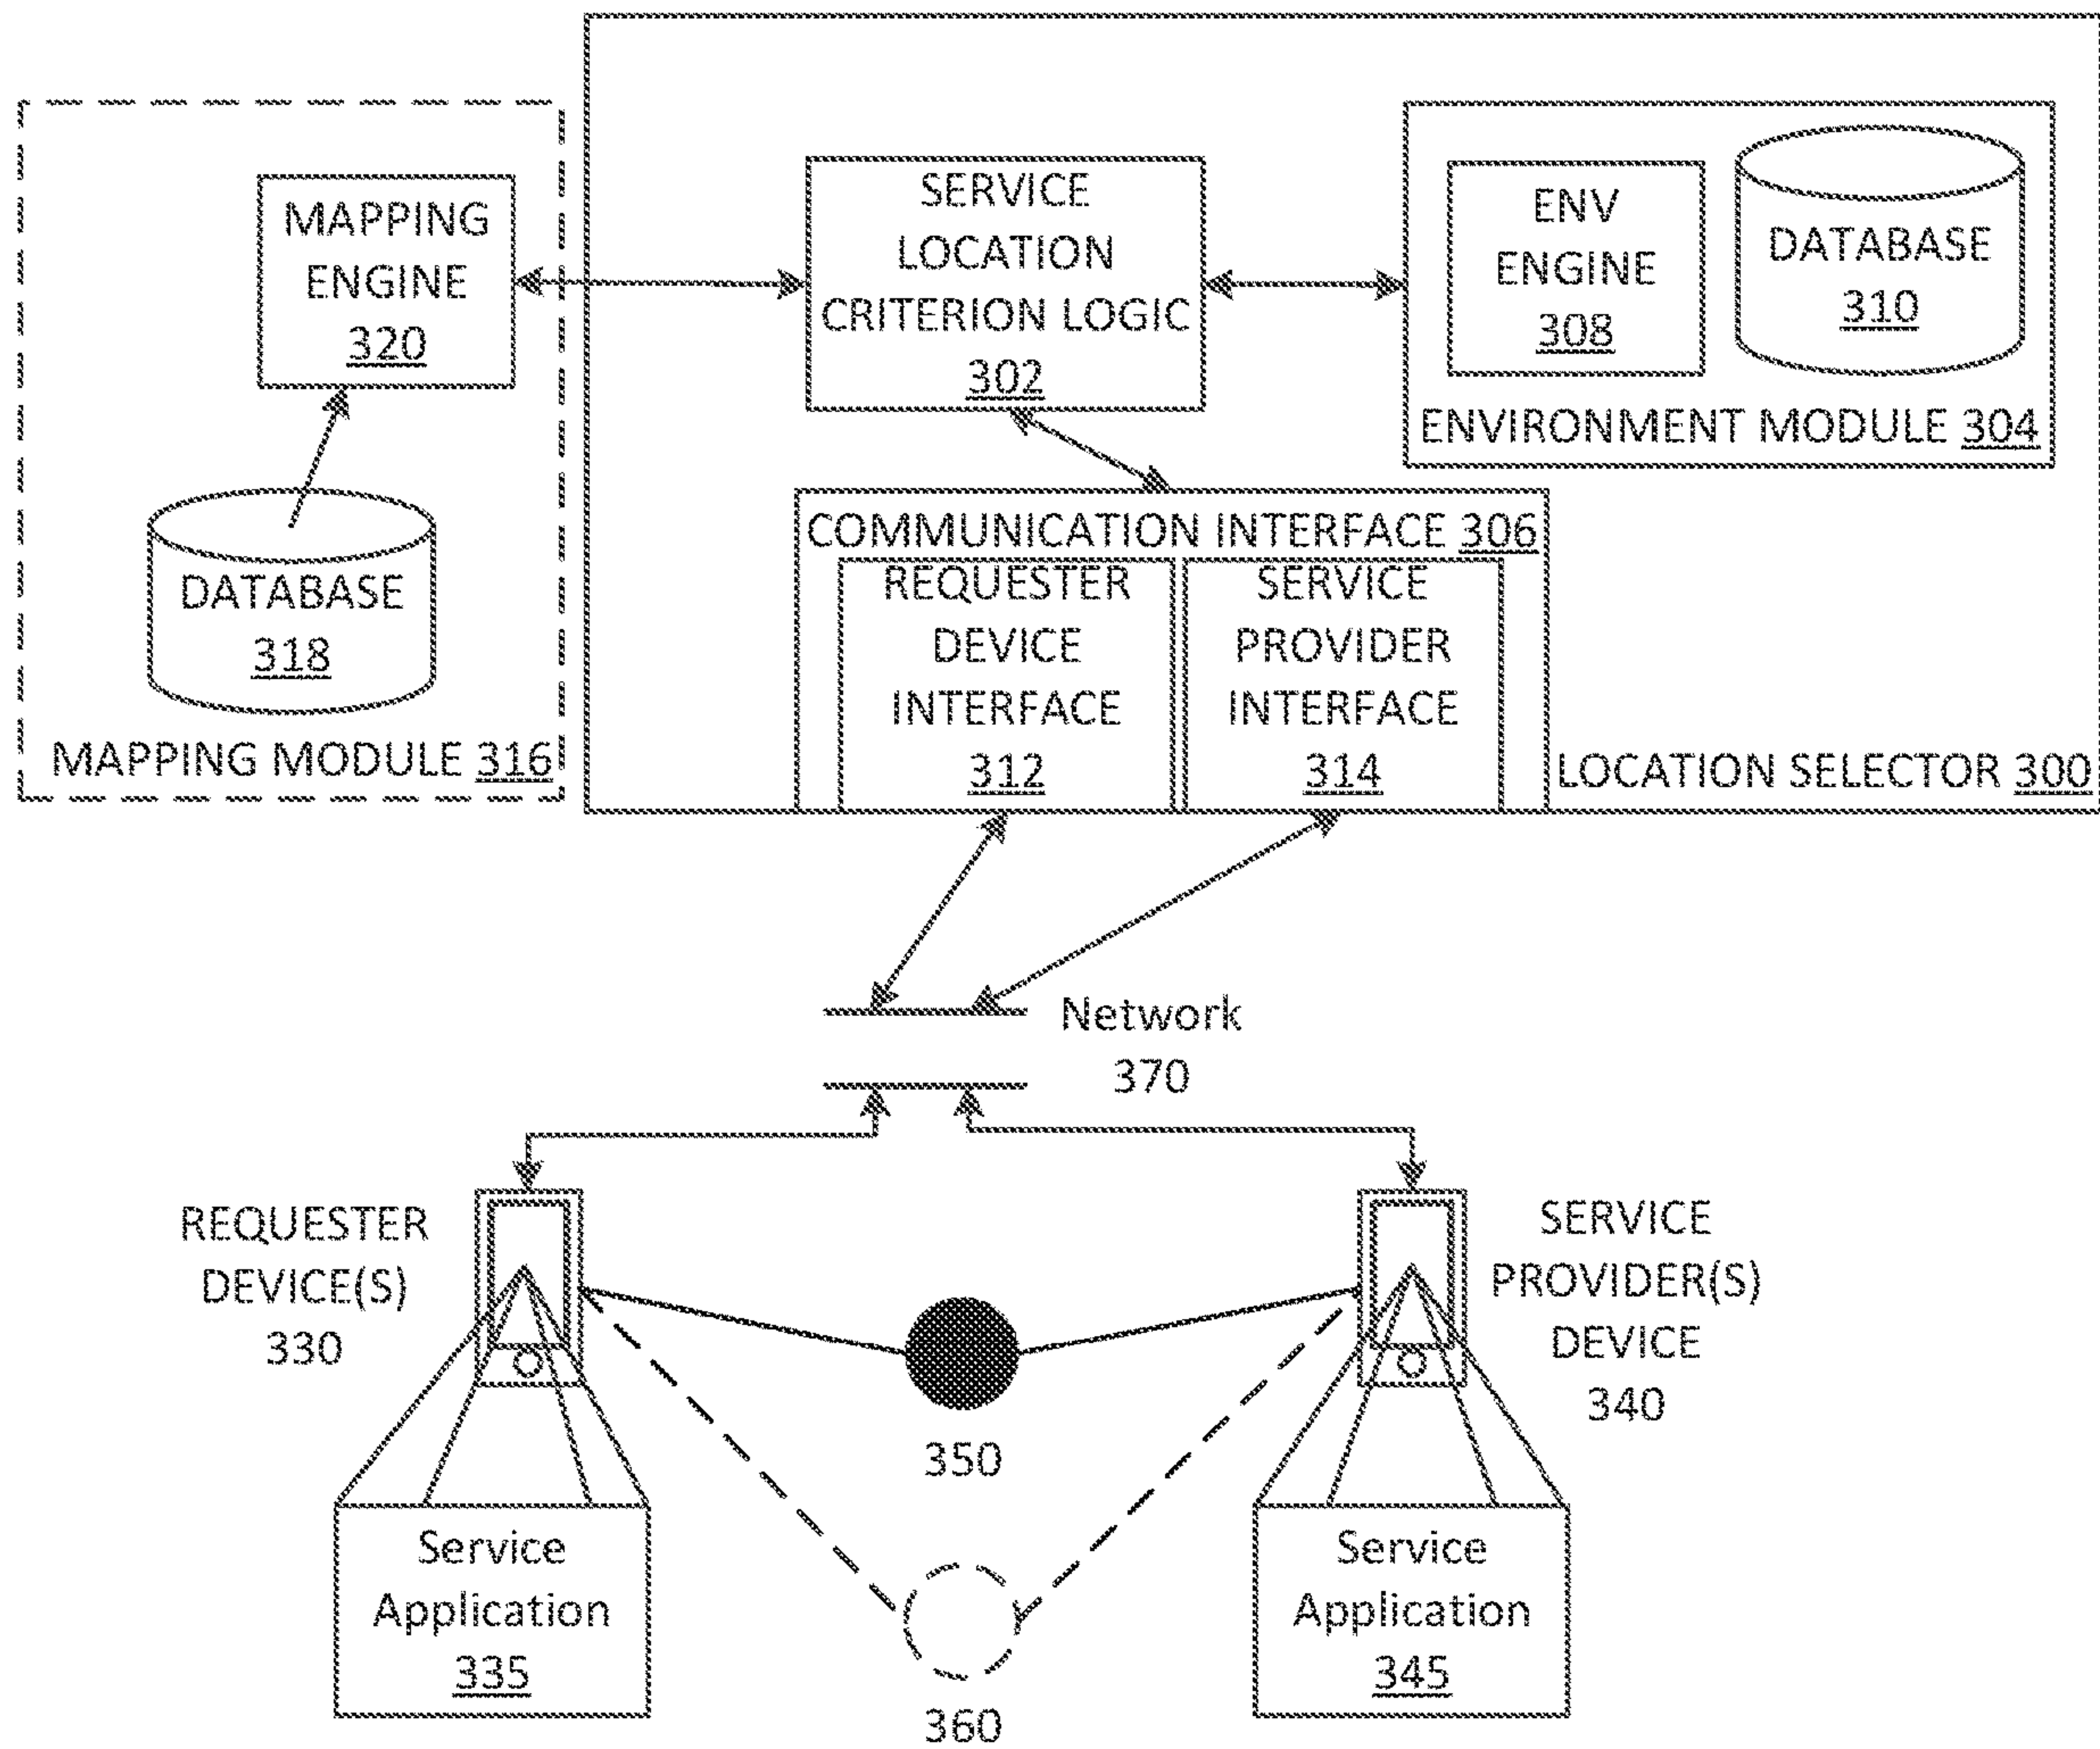 MAPPING
ENGINE
320
DATABASE
318
MAPPING MODULE 316
SERVICE
LOCATION
CRITERION LOGIC
302
ENV
ENGINE
308
DATABASE
310
ENVIRONMENT MODULE 304
COMMUNICATION INTERFACE 306
REQUESTER
DEVICE
INTERFACE
312
SERVICE
PROVIDER
INTERFACE
314
LOCATION SELECTOR 300
Network
370
REQUESTER
DEVICE(S)
330
SERVICE
PROVIDER(S)
DEVICE
340
350
Service
Application
335
Service
Application
345
360